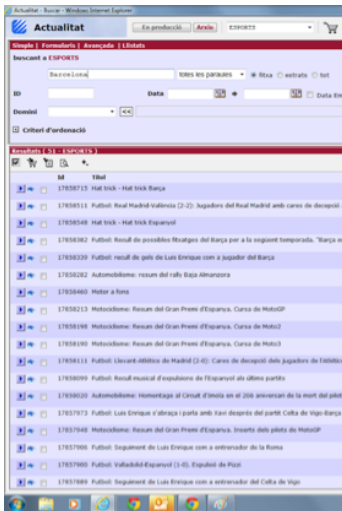 Actualitat - Buscar - Windows Internet Explorer
Actualitat
En producció | Arxiu | ESPORTS
Simple | Formularis | Avançada | Llistats
buscant a ESPORTS
Barcelona totes les paraules fitxa extrets tot
ID Data Data Em
Domini <<
Criteri d'ordenació
Resultats ( 51 - ESPORTS )
Id Títol
17858715 Hat trick - Hat trick Barça
17858511 Futbol: Real Madrid-València (2-2). Jugadors del Real Madrid amb cares de decepció
17858548 Hat trick - Hat trick Espanyol
17858382 Futbol: Recull de possibles fitxatges del Barça per a la següent temporada. "Barça e
17858339 Futbol: recull de gols de Luis Enrique com a jugador del Barça
17858282 Automobilisme: resum del rally Baja Almanzora
17858460 Motor a fons
17858213 Motociclisme: Resum del Gran Premi d'Espanya. Cursa de MotoGP
17858198 Motociclisme: Resum del Gran Premi d'Espanya. Cursa de Moto2
17858190 Motociclisme: Resum del Gran Premi d'Espanya. Cursa de Moto3
17858111 Futbol: Llevant-Atlètico de Madrid (2-0): Cares de decepció dels jugadors de l'Atlètico
17858099 Futbol: Recull musical d'expulsions de l'Espanyol als últims partits
17858020 Automobilisme: Homentage al Circuit d'Imola en el 20è aniversari de la mort del pilot
17857973 Futbol: Luis Enrique s'abraça i parla amb Xavi després del partit Celta de Vigo-Barça
17857948 Motociclisme: Resum del Gran Premi d'Espanya. Inserts dels pilots de MotoGP
17857906 Futbol: Seguiment de Luis Enrique com a entrenador de la Roma
17857900 Futbol: Valladolid-Espanyol (1-0). Expulsió de Pizzi
17857889 Futbol: Seguiment de Luis Enrique com a entrenador del Celta de Vigo